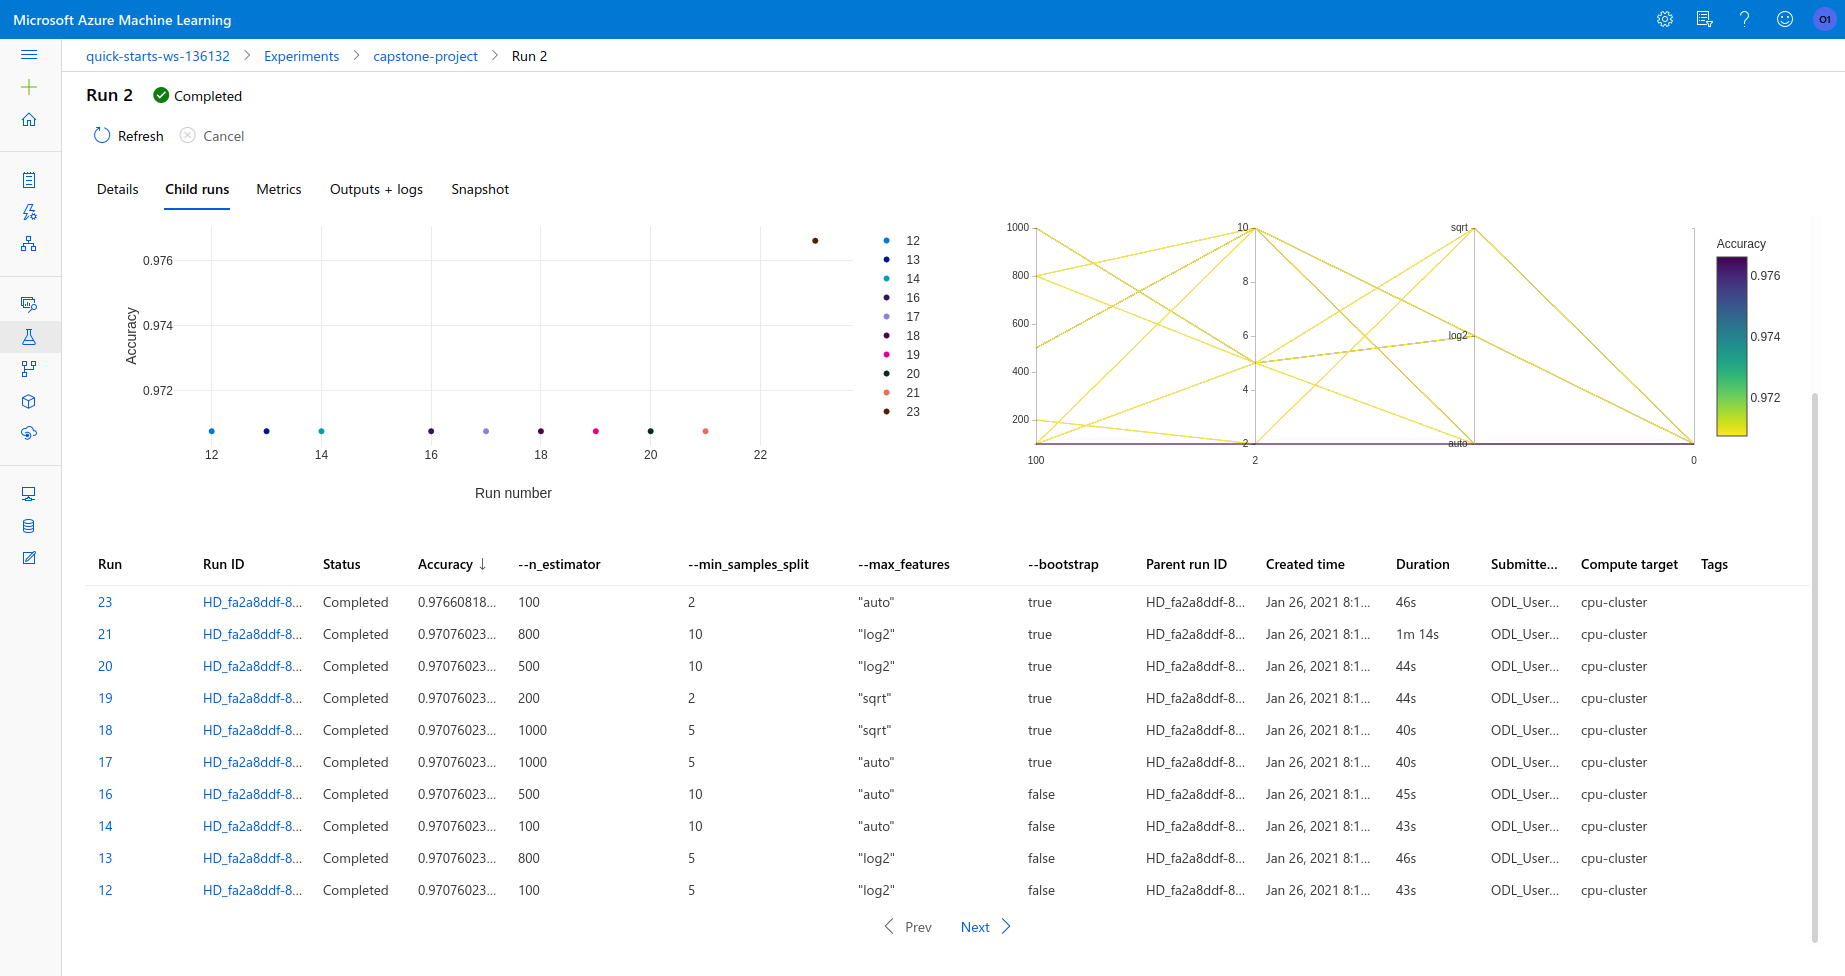 Microsoft Azure Machine Learning
O1
quick-starts-ws-136132 > Experiments > capstone-project > Run 2
Run 2 Completed
Refresh Cancel
Details Child runs Metrics Outputs + logs Snapshot
Accuracy
0.976
0.974
0.972
12 14 16 18 20 22
Run number
12
13
14
16
17
18
19
20
21
23
1000
800
600
400
200
100
10
8
6
4
2
2
sqrt
log2
auto
0
Accuracy
0.976
0.974
0.972
Run Run ID Status Accuracy ↓ --n_estimator --min_samples_split --max_features --bootstrap Parent run ID Created time Duration Submitte... Compute target Tags
23 HD_fa2a8ddf-8... Completed 0.97660818... 100 2 "auto" true HD_fa2a8ddf-8... Jan 26, 2021 8:1... 46s ODL_User... cpu-cluster
21 HD_fa2a8ddf-8... Completed 0.97076023... 800 10 "log2" true HD_fa2a8ddf-8... Jan 26, 2021 8:1... 1m 14s ODL_User... cpu-cluster
20 HD_fa2a8ddf-8... Completed 0.97076023... 500 10 "log2" true HD_fa2a8ddf-8... Jan 26, 2021 8:1... 44s ODL_User... cpu-cluster
19 HD_fa2a8ddf-8... Completed 0.97076023... 200 2 "sqrt" true HD_fa2a8ddf-8... Jan 26, 2021 8:1... 44s ODL_User... cpu-cluster
18 HD_fa2a8ddf-8... Completed 0.97076023... 1000 5 "sqrt" true HD_fa2a8ddf-8... Jan 26, 2021 8:1... 40s ODL_User... cpu-cluster
17 HD_fa2a8ddf-8... Completed 0.97076023... 1000 5 "auto" true HD_fa2a8ddf-8... Jan 26, 2021 8:1... 40s ODL_User... cpu-cluster
16 HD_fa2a8ddf-8... Completed 0.97076023... 500 10 "auto" false HD_fa2a8ddf-8... Jan 26, 2021 8:1... 45s ODL_User... cpu-cluster
14 HD_fa2a8ddf-8... Completed 0.97076023... 100 10 "auto" false HD_fa2a8ddf-8... Jan 26, 2021 8:1... 43s ODL_User... cpu-cluster
13 HD_fa2a8ddf-8... Completed 0.97076023... 800 5 "log2" false HD_fa2a8ddf-8... Jan 26, 2021 8:1... 46s ODL_User... cpu-cluster
12 HD_fa2a8ddf-8... Completed 0.97076023... 100 5 "log2" false HD_fa2a8ddf-8... Jan 26, 2021 8:1... 43s ODL_User... cpu-cluster
< Prev Next >